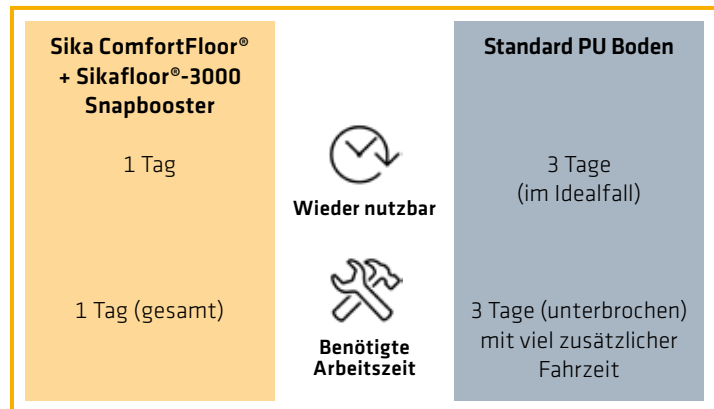 Sika ComfortFloor®
+ Sikafloor®-3000
Snapbooster
Standard PU Boden
1 Tag
Wieder nutzbar
3 Tage
(im Idealfall)
1 Tag (gesamt)
Benötigte
Arbeitszeit
3 Tage (unterbrochen)
mit viel zusätzlicher
Fahrzeit